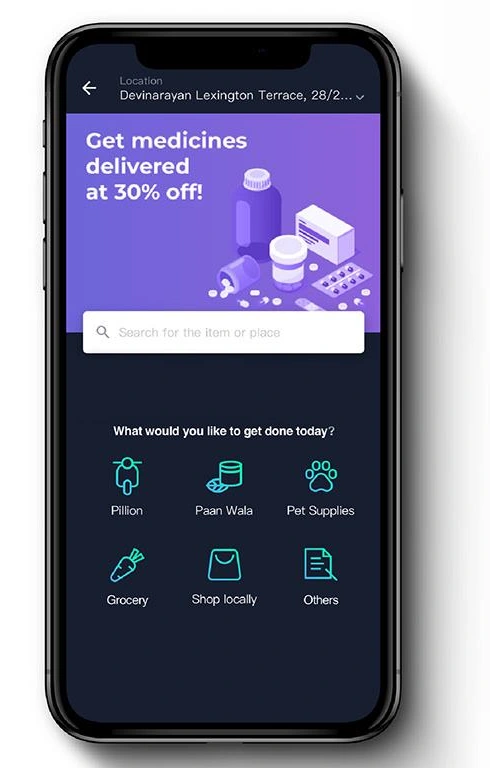 Location
Devinarayan Lexington Terrace, 28/2...
Get medicines
delivered
at 30% off!
Search for the item or place
What would you like to get done today?
Pillion
Paan Wala
Pet Supplies
Grocery
Shop locally
Others